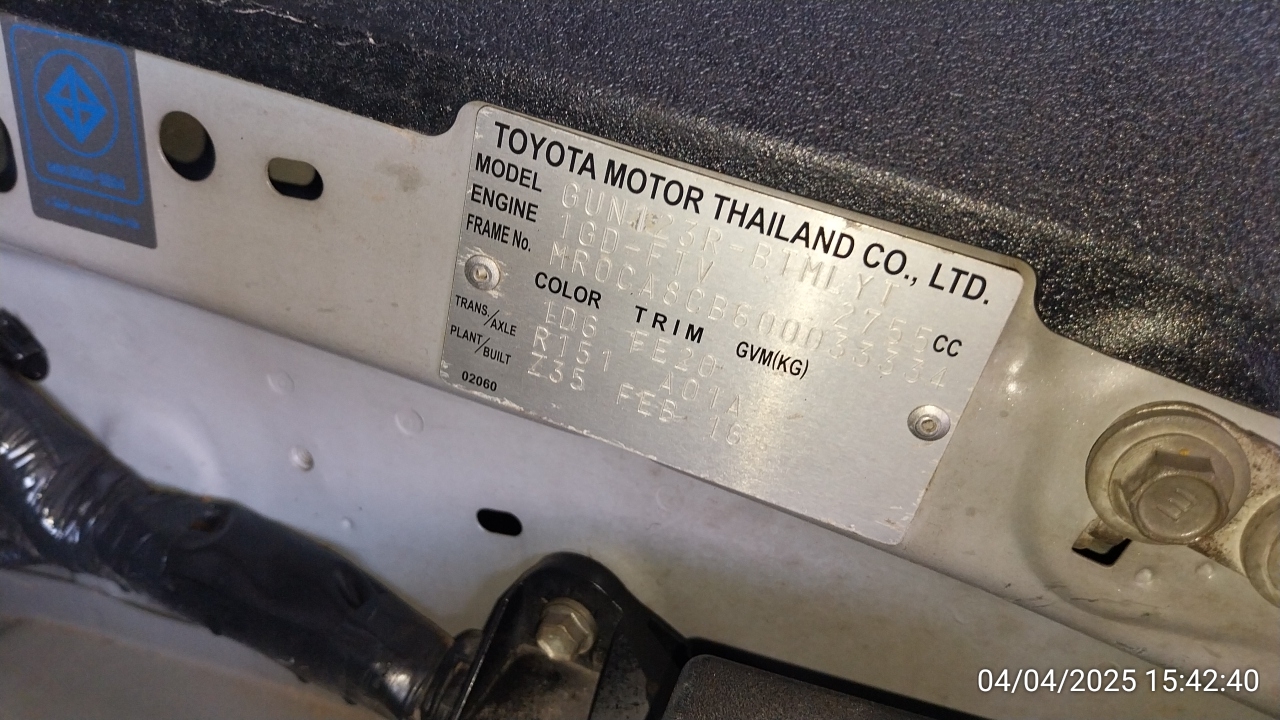 TOYOTA MOTOR THAILAND CO., LTD.
MODEL GUN123R-BTMLYT
ENGINE 1GD-FTV 2755 CC
FRAME No. MR0CA8CB600033334
COLOR TRIM GVM(KG)
1D6 FE20
TRANS./AXLE R151 A01A
PLANT/BUILT Z35 FEB 16
02060
04/04/2025 15:42:40